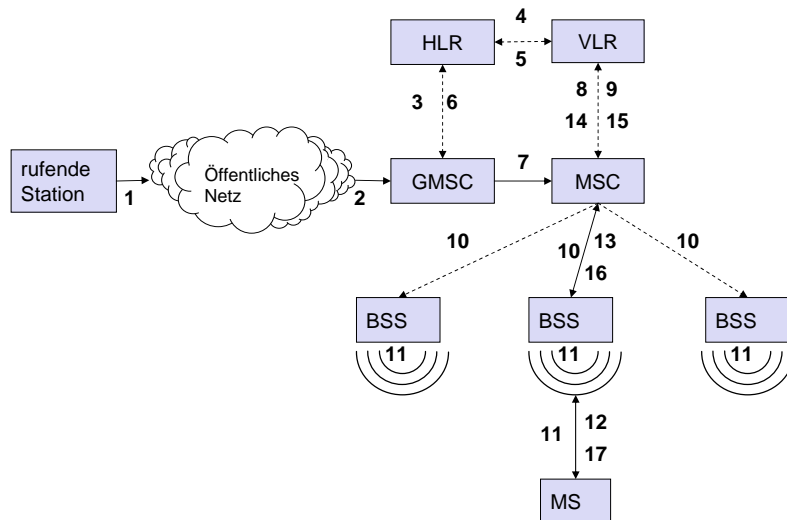 4
HLR
VLR
5
3
6
8
9
14
15
rufende
Station
1
Öffentliches
Netz
2
GMSC
7
MSC
10
10
13
16
10
BSS
BSS
BSS
11
11
11
11
12
17
MS